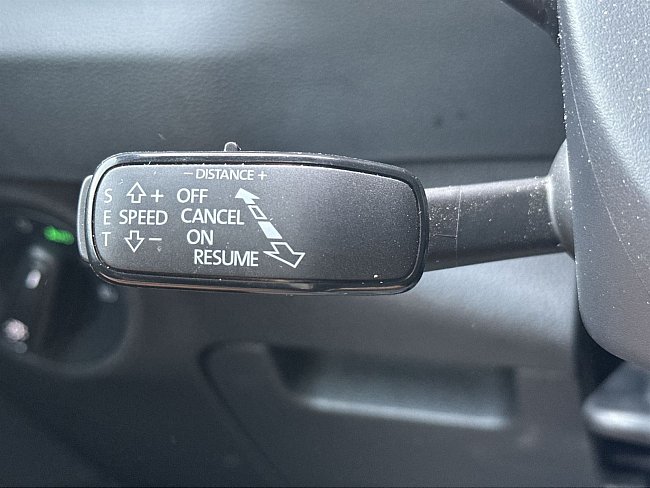 - DISTANCE +
S + OFF
E SPEED CANCEL
T - ON
RESUME